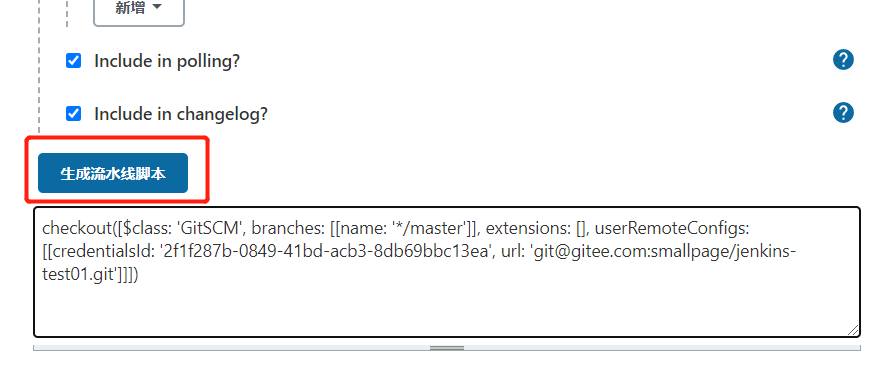 新增
Include in polling?
Include in changelog?
生成流水线脚本
checkout([$class: 'GitSCM', branches: [[name: '*/master']], extensions: [], userRemoteConfigs:
[[credentialsId: '2f1f287b-0849-41bd-acb3-8db69bbc13ea', url: 'git@gitee.com:smallpage/jenkins-
test01.git']]])